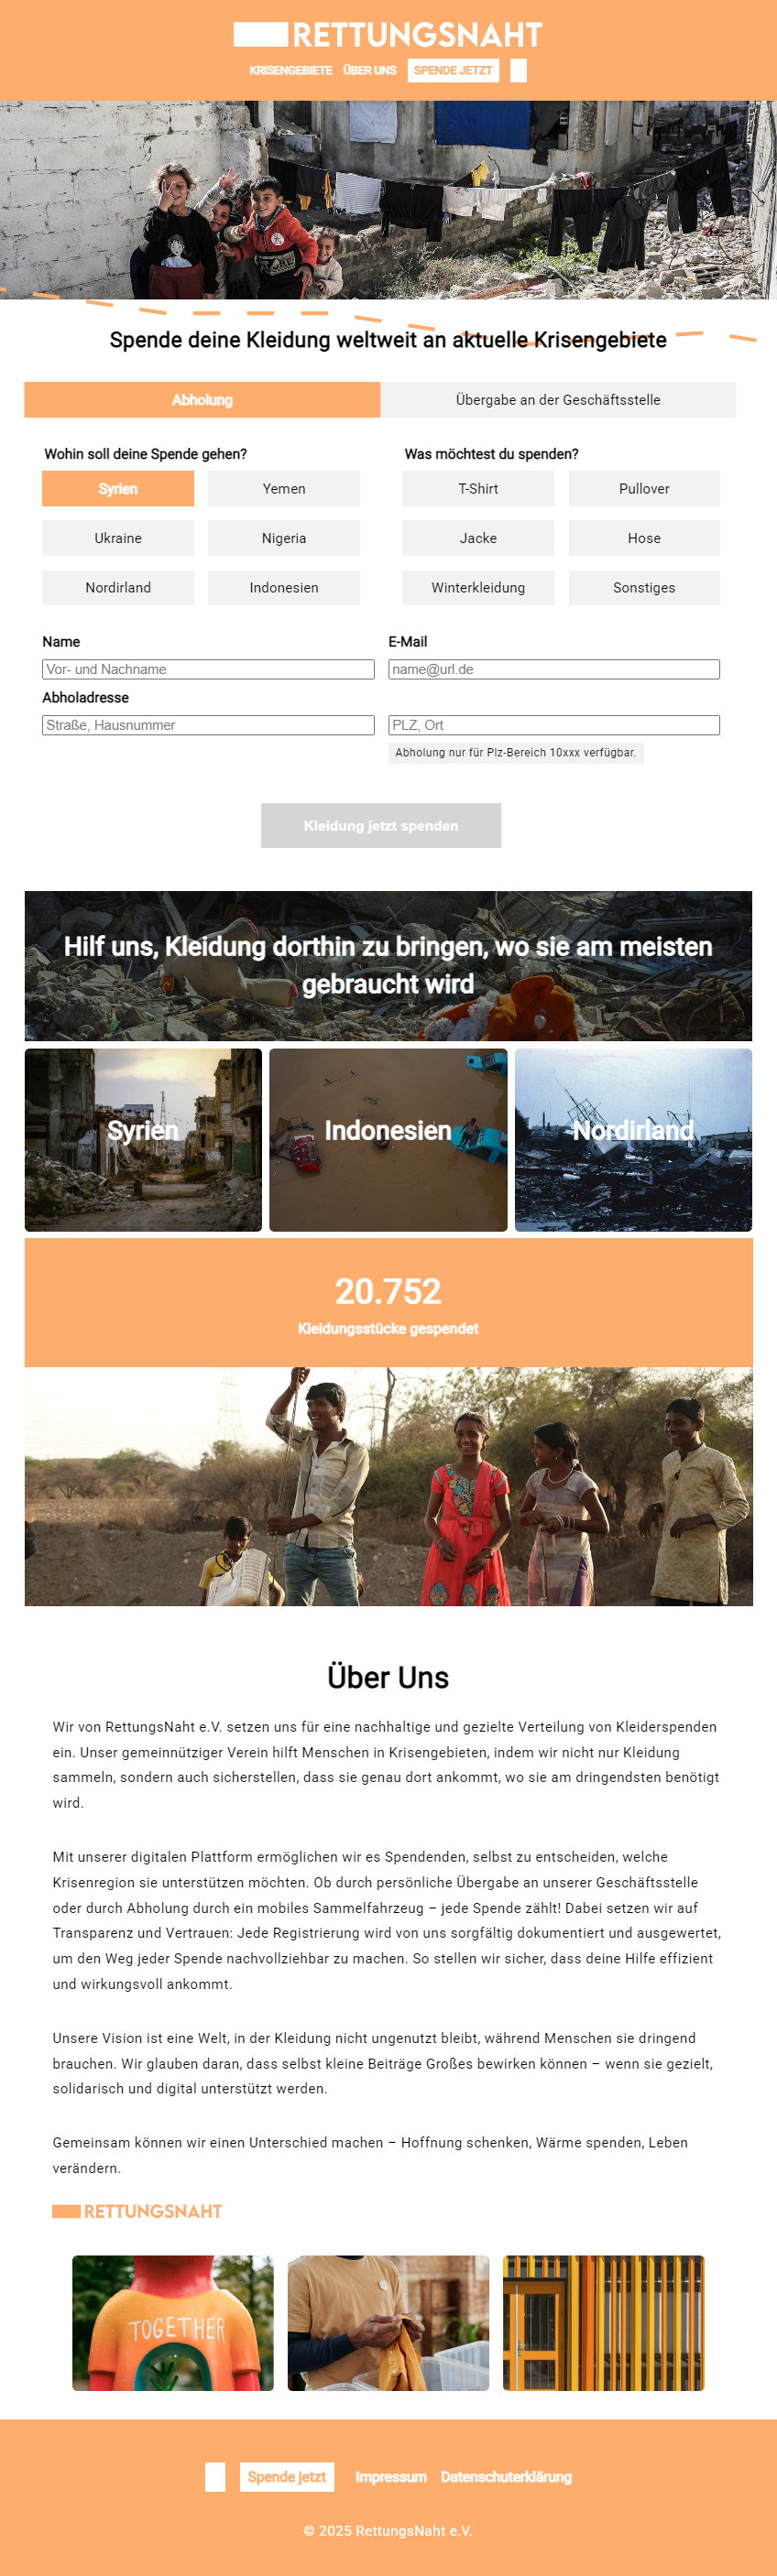 RETTUNGSNAHT
KRISENGEBIETE ÜBER UNS SPENDE JETZT
Spende deine Kleidung weltweit an aktuelle Krisengebiete
Abholung Übergabe an der Geschäftsstelle
Wohin soll deine Spende gehen? Was möchtest du spenden?
Syrien Yemen T-Shirt Pullover
Ukraine Nigeria Jacke Hose
Nordirland Indonesien Winterkleidung Sonstiges
Name E-Mail
Vor- und Nachname name@url.de
Abholadresse
Straße, Hausnummer PLZ, Ort
Abholung nur für Plz-Bereich 10xxx verfügbar.
Kleidung jetzt spenden
Hilf uns, Kleidung dorthin zu bringen, wo sie am meisten
gebraucht wird
Syrien Indonesien Nordirland
20.752
Kleidungsstücke gespendet
Über Uns
Wir von RettungsNaht e.V. setzen uns für eine nachhaltige und gezielte Verteilung von Kleiderspenden
ein. Unser gemeinnütziger Verein hilft Menschen in Krisengebieten, indem wir nicht nur Kleidung
sammeln, sondern auch sicherstellen, dass sie genau dort ankommt, wo sie am dringendsten benötigt
wird.
Mit unserer digitalen Plattform ermöglichen wir es Spendenden, selbst zu entscheiden, welche
Krisenregion sie unterstützen möchten. Ob durch persönliche Übergabe an unserer Geschäftsstelle
oder durch Abholung durch ein mobiles Sammelfahrzeug – jede Spende zählt! Dabei setzen wir auf
Transparenz und Vertrauen: Jede Registrierung wird von uns sorgfältig dokumentiert und ausgewertet,
um den Weg jeder Spende nachvollziehbar zu machen. So stellen wir sicher, dass deine Hilfe effizient
und wirkungsvoll ankommt.
Unsere Vision ist eine Welt, in der Kleidung nicht ungenutzt bleibt, während Menschen sie dringend
brauchen. Wir glauben daran, dass selbst kleine Beiträge Großes bewirken können – wenn sie gezielt,
solidarisch und digital unterstützt werden.
Gemeinsam können wir einen Unterschied machen – Hoffnung schenken, Wärme spenden, Leben
verändern.
RETTUNGSNAHT
TOGETHER
Spende jetzt Impressum Datenschutzerklärung
© 2025 RettungsNaht e.V.